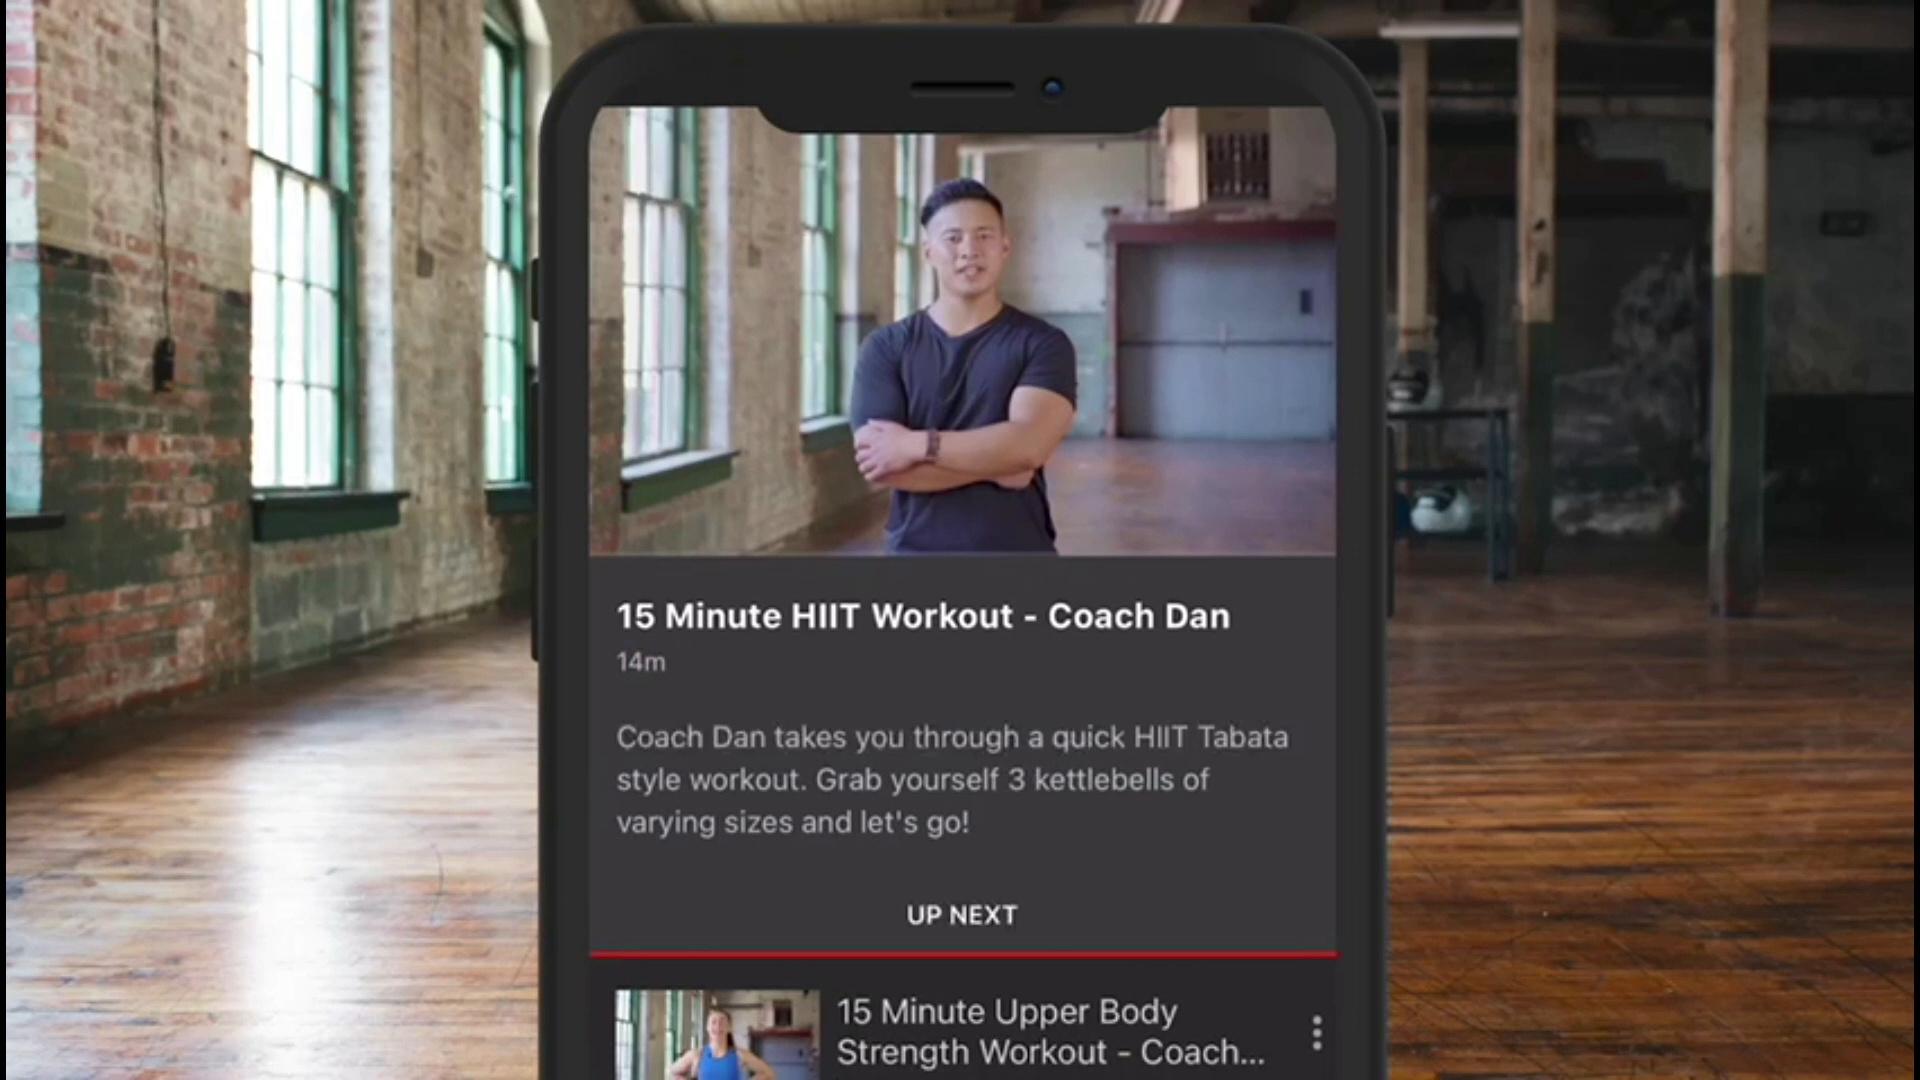 15 Minute HIIT Workout - Coach Dan
14m
Coach Dan takes you through a quick HIIT Tabata
style workout. Grab yourself 3 kettlebells of
varying sizes and let's go!
UP NEXT
15 Minute Upper Body
Strength Workout - Coach...